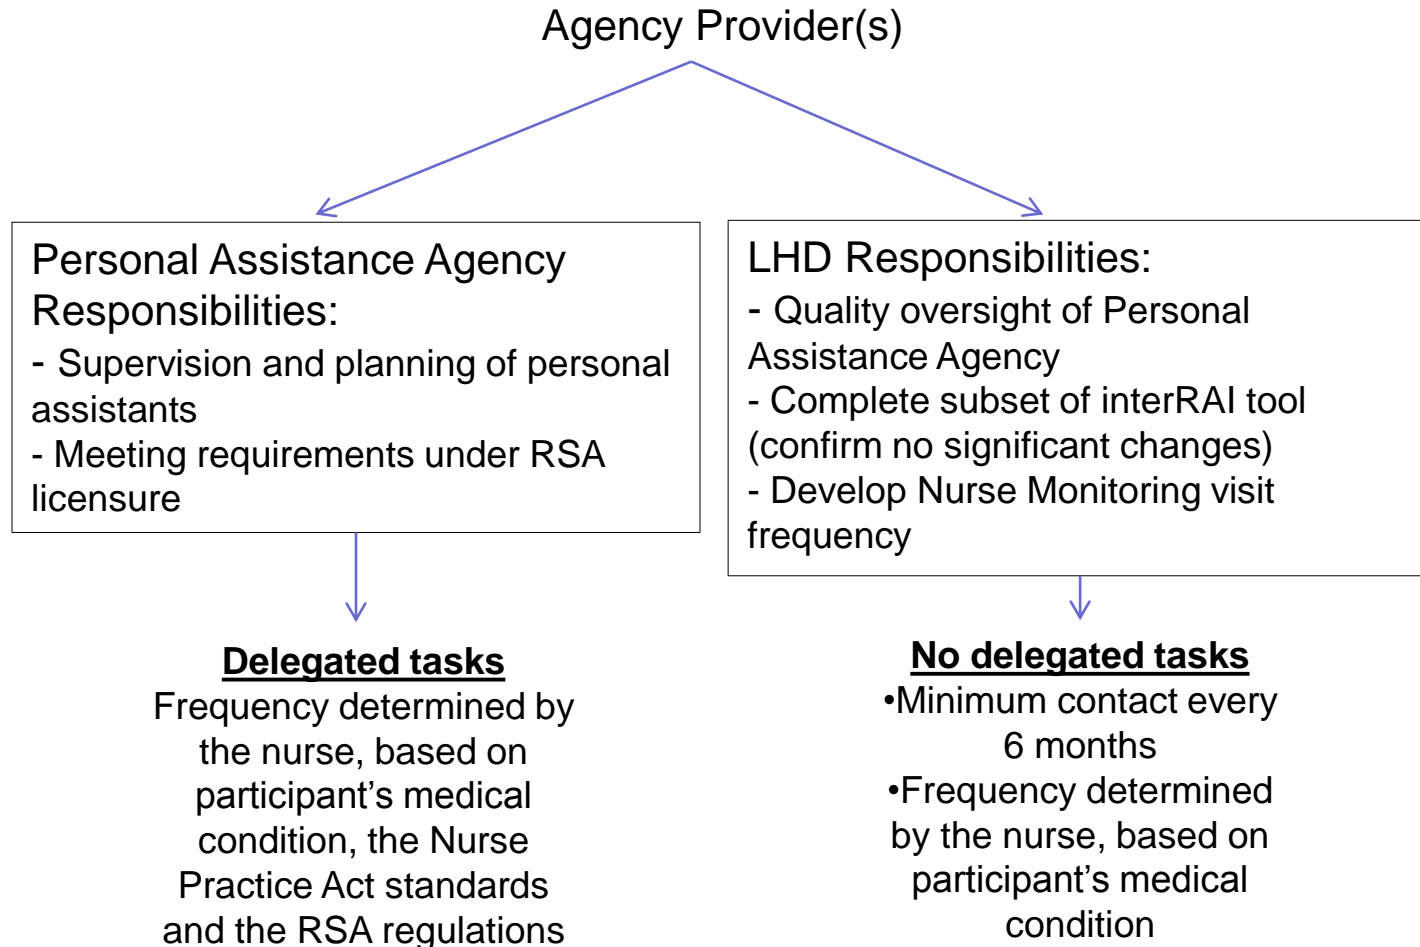 Agency Provider(s)
Personal Assistance Agency
Responsibilities:
- Supervision and planning of personal
assistants
- Meeting requirements under RSA
licensure
LHD Responsibilities:
- Quality oversight of Personal
Assistance Agency
- Complete subset of interRAI tool
(confirm no significant changes)
- Develop Nurse Monitoring visit
frequency
Delegated tasks
Frequency determined by
the nurse, based on
participant’s medical
condition, the Nurse
Practice Act standards
and the RSA regulations
No delegated tasks
•Minimum contact every
6 months
•Frequency determined
by the nurse, based on
participant’s medical
condition